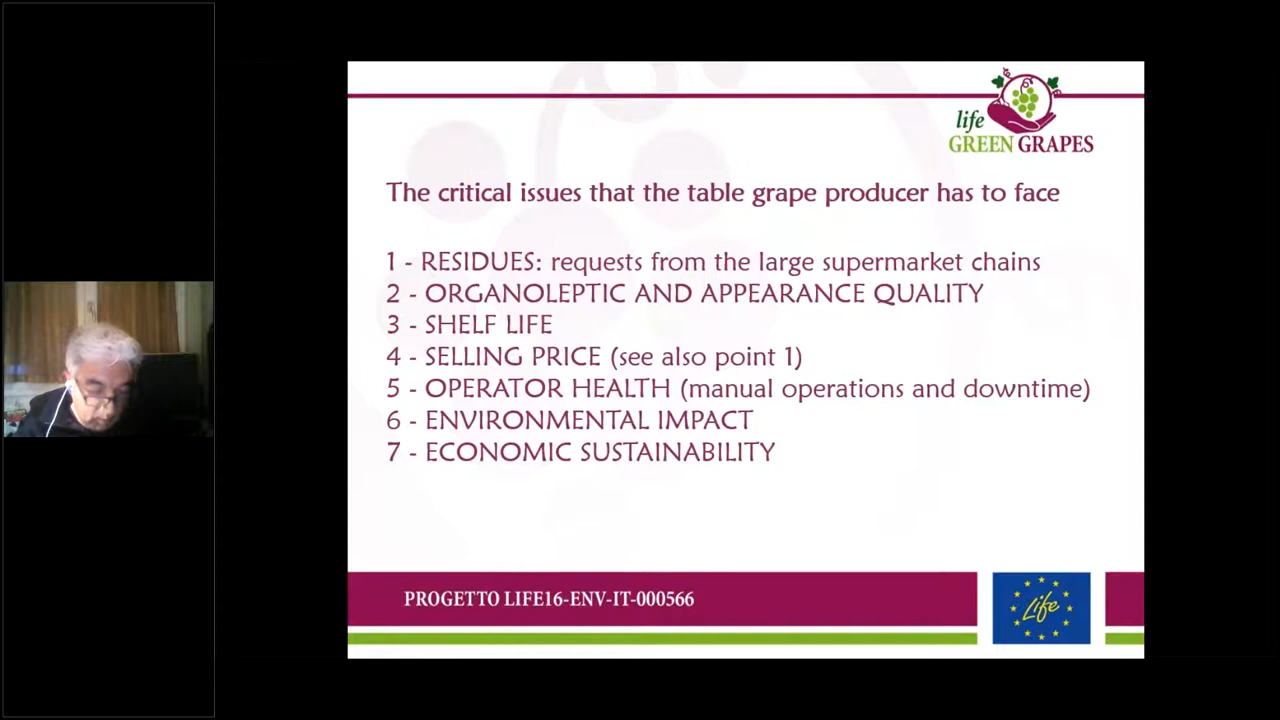 life
GREEN GRAPES
The critical issues that the table grape producer has to face
1 - RESIDUES: requests from the large supermarket chains
2 - ORGANOLEPTIC AND APPEARANCE QUALITY
3 - SHELF LIFE
4 - SELLING PRICE (see also point 1)
5 - OPERATOR HEALTH (manual operations and downtime)
6 - ENVIRONMENTAL IMPACT
7 - ECONOMIC SUSTAINABILITY
PROGETTO LIFE16-ENV-IT-000566
Life